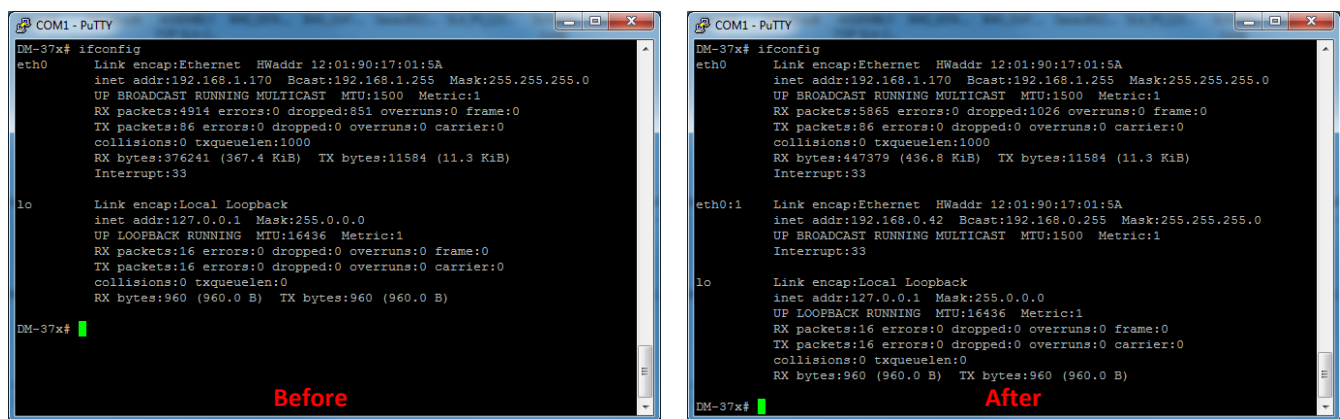 COM1 - PuTTY
DM-37x# ifconfig
eth0 Link encap:Ethernet HWaddr 12:01:90:17:01:5A
inet addr:192.168.1.170 Bcast:192.168.1.255 Mask:255.255.255.0
UP BROADCAST RUNNING MULTICAST MTU:1500 Metric:1
RX packets:4914 errors:0 dropped:851 overruns:0 frame:0
TX packets:86 errors:0 dropped:0 overruns:0 carrier:0
collisions:0 txqueuelen:1000
RX bytes:376241 (367.4 KiB) TX bytes:11584 (11.3 KiB)
Interrupt:33
lo Link encap:Local Loopback
inet addr:127.0.0.1 Mask:255.0.0.0
UP LOOPBACK RUNNING MTU:16436 Metric:1
RX packets:16 errors:0 dropped:0 overruns:0 frame:0
TX packets:16 errors:0 dropped:0 overruns:0 carrier:0
collisions:0 txqueuelen:0
RX bytes:960 (960.0 B) TX bytes:960 (960.0 B)
DM-37x#
Before
COM1 - PuTTY
DM-37x# ifconfig
eth0 Link encap:Ethernet HWaddr 12:01:90:17:01:5A
inet addr:192.168.1.170 Bcast:192.168.1.255 Mask:255.255.255.0
UP BROADCAST RUNNING MULTICAST MTU:1500 Metric:1
RX packets:5865 errors:0 dropped:1026 overruns:0 frame:0
TX packets:86 errors:0 dropped:0 overruns:0 carrier:0
collisions:0 txqueuelen:1000
RX bytes:447379 (436.8 KiB) TX bytes:11584 (11.3 KiB)
Interrupt:33
eth0:1 Link encap:Ethernet HWaddr 12:01:90:17:01:5A
inet addr:192.168.0.42 Bcast:192.168.0.255 Mask:255.255.255.0
UP BROADCAST RUNNING MULTICAST MTU:1500 Metric:1
Interrupt:33
lo Link encap:Local Loopback
inet addr:127.0.0.1 Mask:255.0.0.0
UP LOOPBACK RUNNING MTU:16436 Metric:1
RX packets:16 errors:0 dropped:0 overruns:0 frame:0
TX packets:16 errors:0 dropped:0 overruns:0 carrier:0
collisions:0 txqueuelen:0
RX bytes:960 (960.0 B) TX bytes:960 (960.0 B)
After
DM-37x#